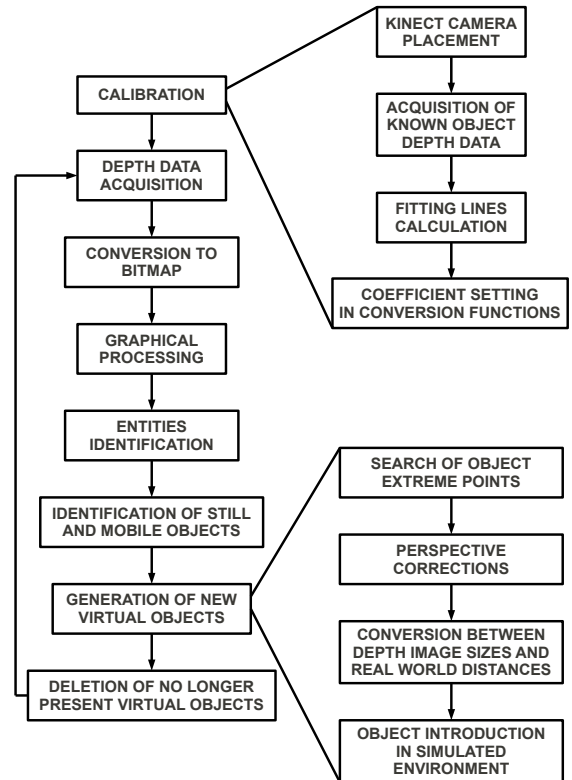 CALIBRATION
DEPTH DATA
ACQUISITION
CONVERSION TO
BITMAP
GRAPHICAL
PROCESSING
ENTITIES
IDENTIFICATION
IDENTIFICATION OF STILL
AND MOBILE OBJECTS
GENERATION OF NEW
VIRTUAL OBJECTS
DELETION OF NO LONGER
PRESENT VIRTUAL OBJECTS
KINECT CAMERA
PLACEMENT
ACQUISITION OF
KNOWN OBJECT
DEPTH DATA
FITTING LINES
CALCULATION
COEFFICIENT SETTING
IN CONVERSION FUNCTIONS
SEARCH OF OBJECT
EXTREME POINTS
PERSPECTIVE
CORRECTIONS
CONVERSION BETWEEN
DEPTH IMAGE SIZES AND
REAL WORLD DISTANCES
OBJECT INTRODUCTION
IN SIMULATED
ENVIRONMENT